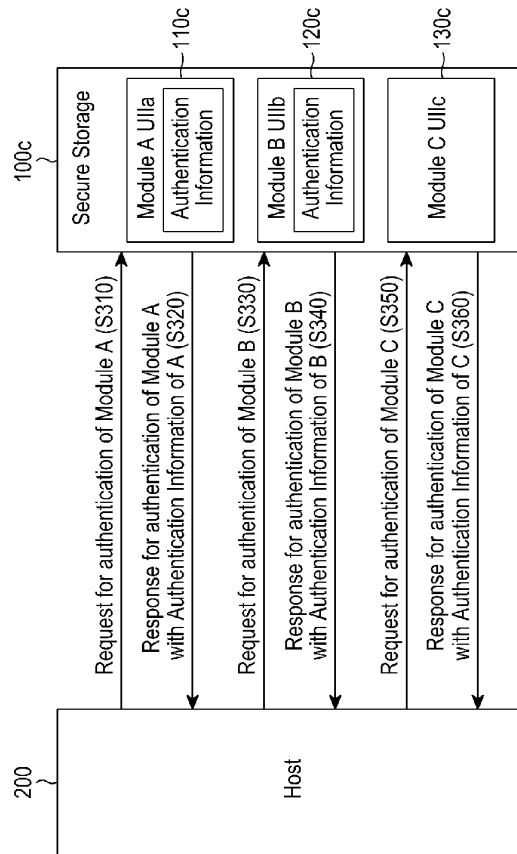 200
Host
Request for authentication of Module A (S310)
Response for authentication of Module A
with Authentication Information of A (S320)
Request for authentication of Module B (S330)
Response for authentication of Module B
with Authentication Information of B (S340)
Request for authentication of Module C (S350)
Response for authentication of Module C
with Authentication Information of C (S360)
100c
Secure Storage
Module A UIIa
Authentication
Information
110c
Module B UIIb
Authentication
Information
120c
Module C UIIc
130c